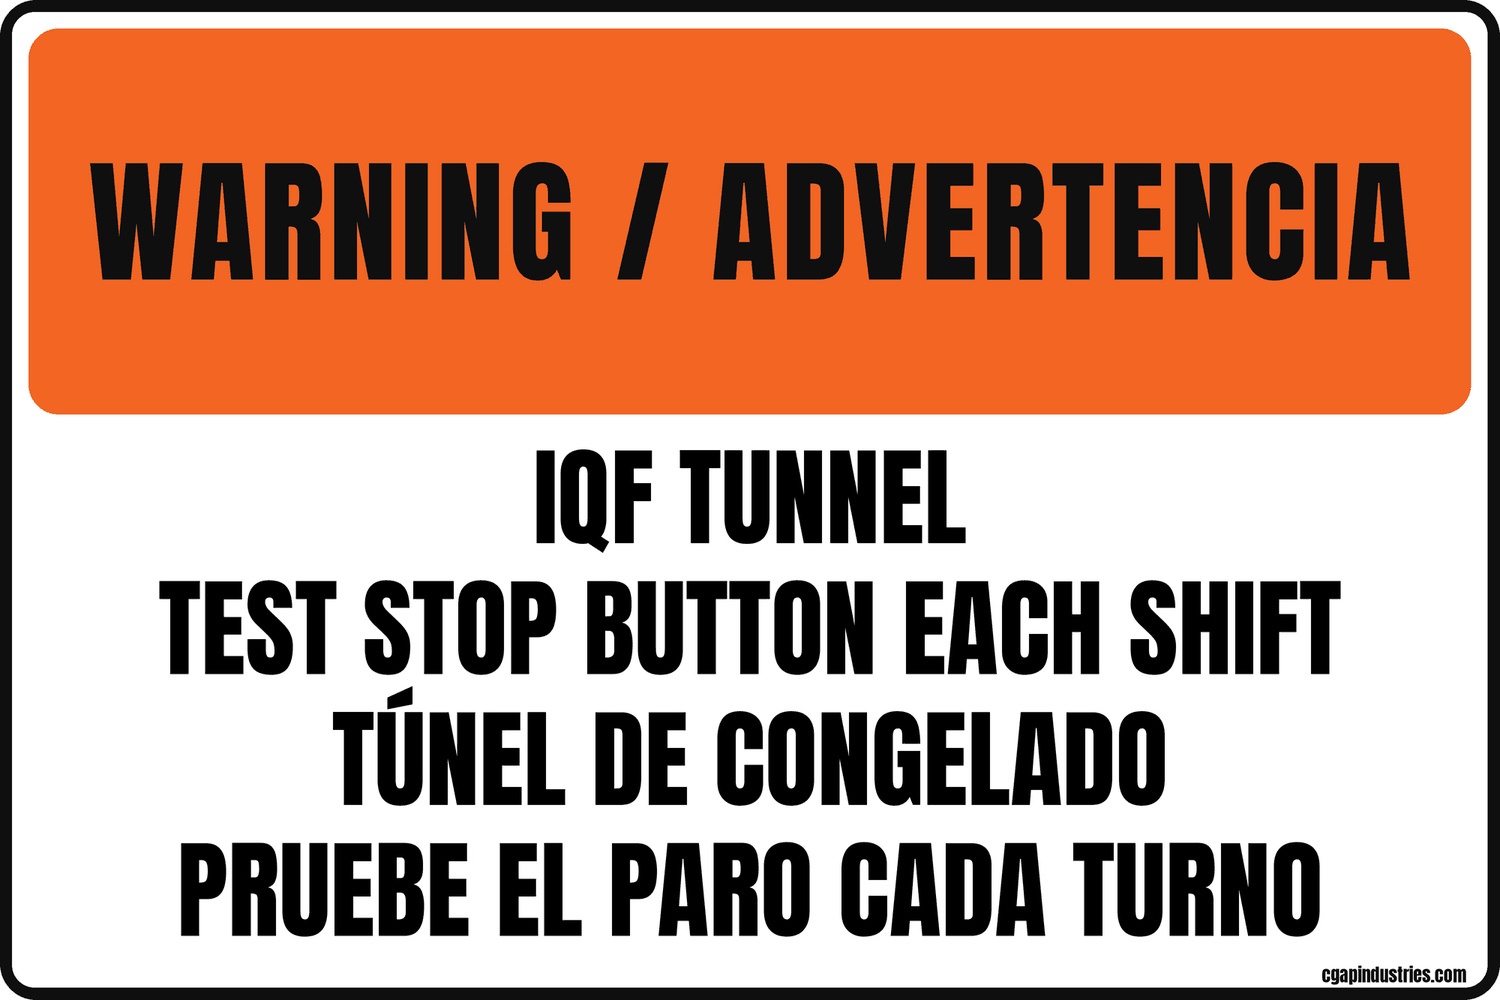 WARNING / ADVERTENCIA
IQF TUNNEL
TEST STOP BUTTON EACH SHIFT
TÚNEL DE CONGELADO
PRUEBE EL PARO CADA TURNO
cgapindustries.com